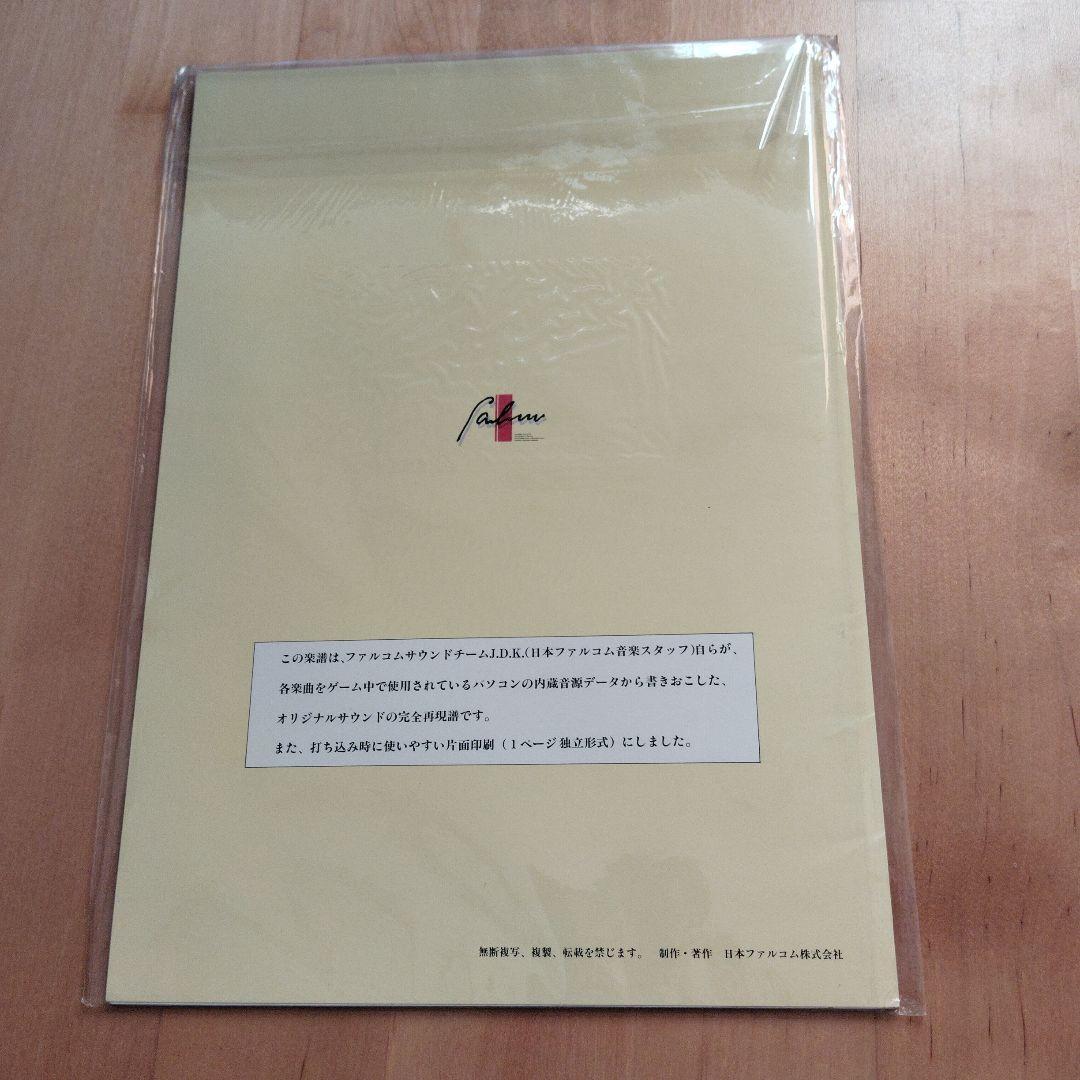 falcom
この楽譜は、ファルコムサウンドチームJ.D.K.(日本ファルコム音楽スタッフ)自らが、
各楽曲をゲーム中で使用されているパソコンの内蔵音源データから書きおこした、
オリジナルサウンドの完全再現譜です。
また、打ち込み時に使いやすい片面印刷（１ページ独立形式）にしました。
無断複写、複製、転載を禁じます。 制作・著作 日本ファルコム株式会社